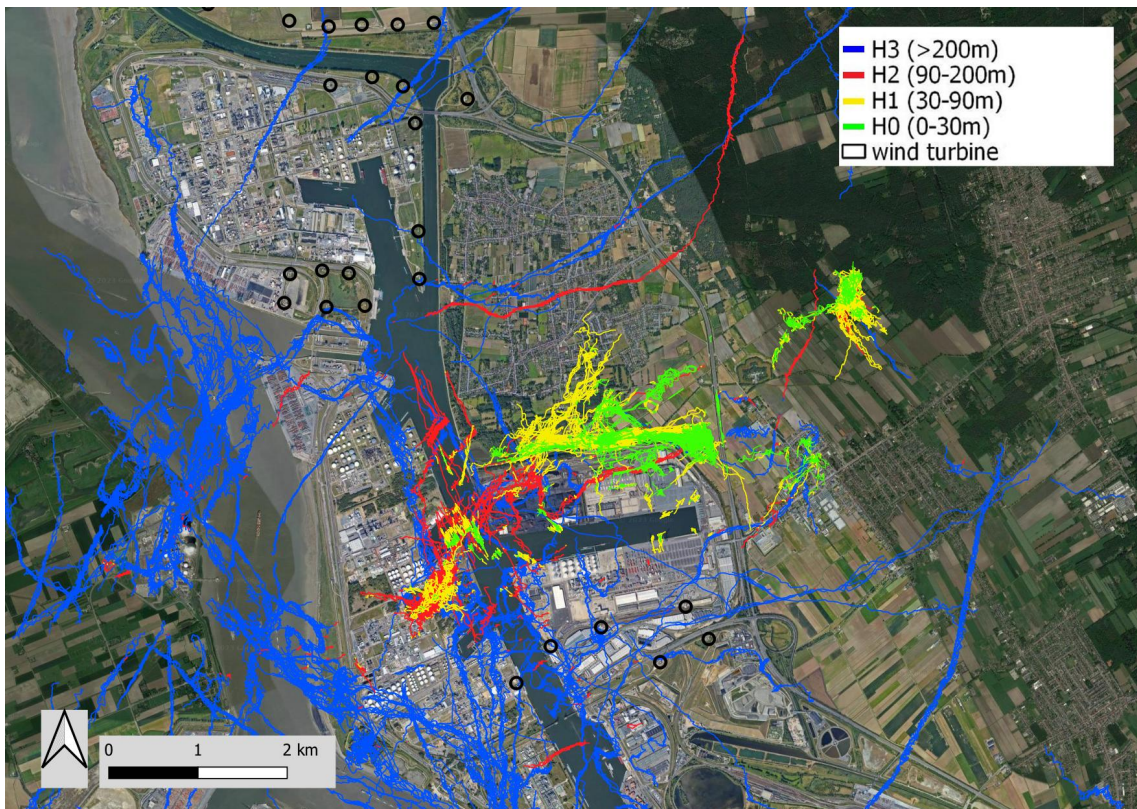 H3 (>200m)
H2 (90-200m)
H1 (30-90m)
H0 (0-30m)
wind turbine
0 1 2 km